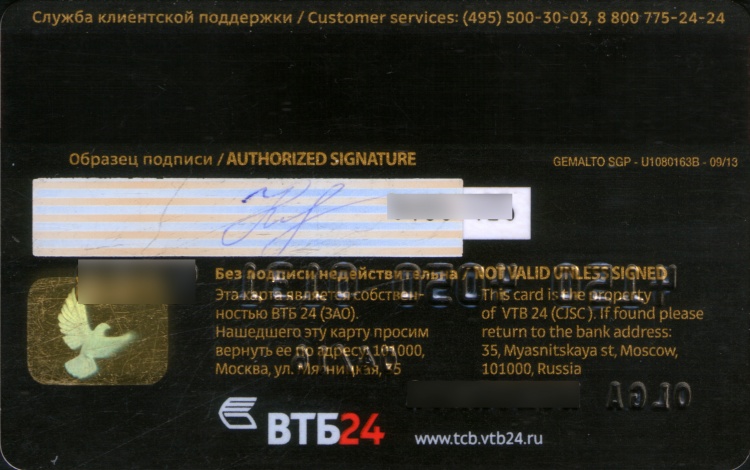 Служба клиентской поддержки / Customer services: (495) 500-30-03, 8 800 775-24-24
Образец подписи / AUTHORIZED SIGNATURE
GEMALTO SGP - U1080163B - 09/13
Без подписи недействительна / NOT VALID UNLESS SIGNED
Эта карта является собствен-
ностью ВТБ 24 (ЗАО).
Нашедшего эту карту просим
вернуть ее по адресу: 101000,
Москва, ул. Мясницкая, 35
This card is the property
of VTB 24 (CJSC ). If found please
return to the bank address:
35, Myasnitskaya st, Moscow,
101000, Russia
ВТБ24
www.tcb.vtb24.ru